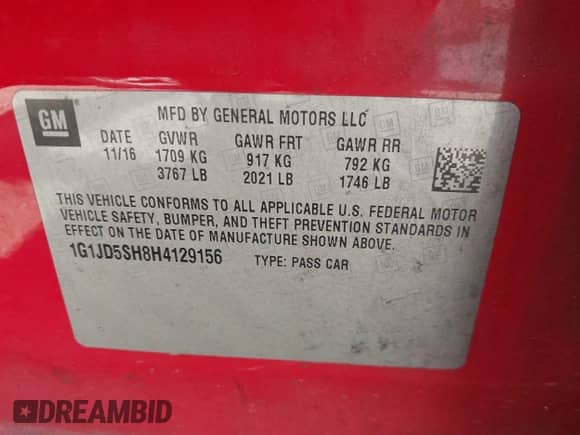 GM
MFD BY GENERAL MOTORS LLC
DATE GVWR GAWR FRT GAWR RR
11/16 1709 KG 917 KG 792 KG
3767 LB 2021 LB 1746 LB
THIS VEHICLE CONFORMS TO ALL APPLICABLE U.S. FEDERAL MOTOR
VEHICLE SAFETY, BUMPER, AND THEFT PREVENTION STANDARDS IN
EFFECT ON THE DATE OF MANUFACTURE SHOWN ABOVE.
1G1JD5SH8H4129156 TYPE: PASS CAR
DREAMBID